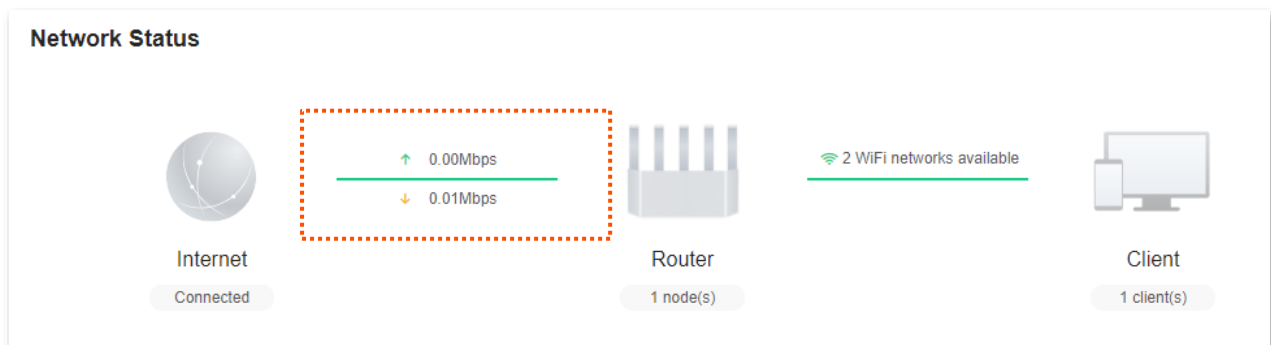 Network Status
0.00Mbps
2 WiFi networks available
0.01Mbps
Internet
Router
Client
Connected
1 node(s)
1 client(s)